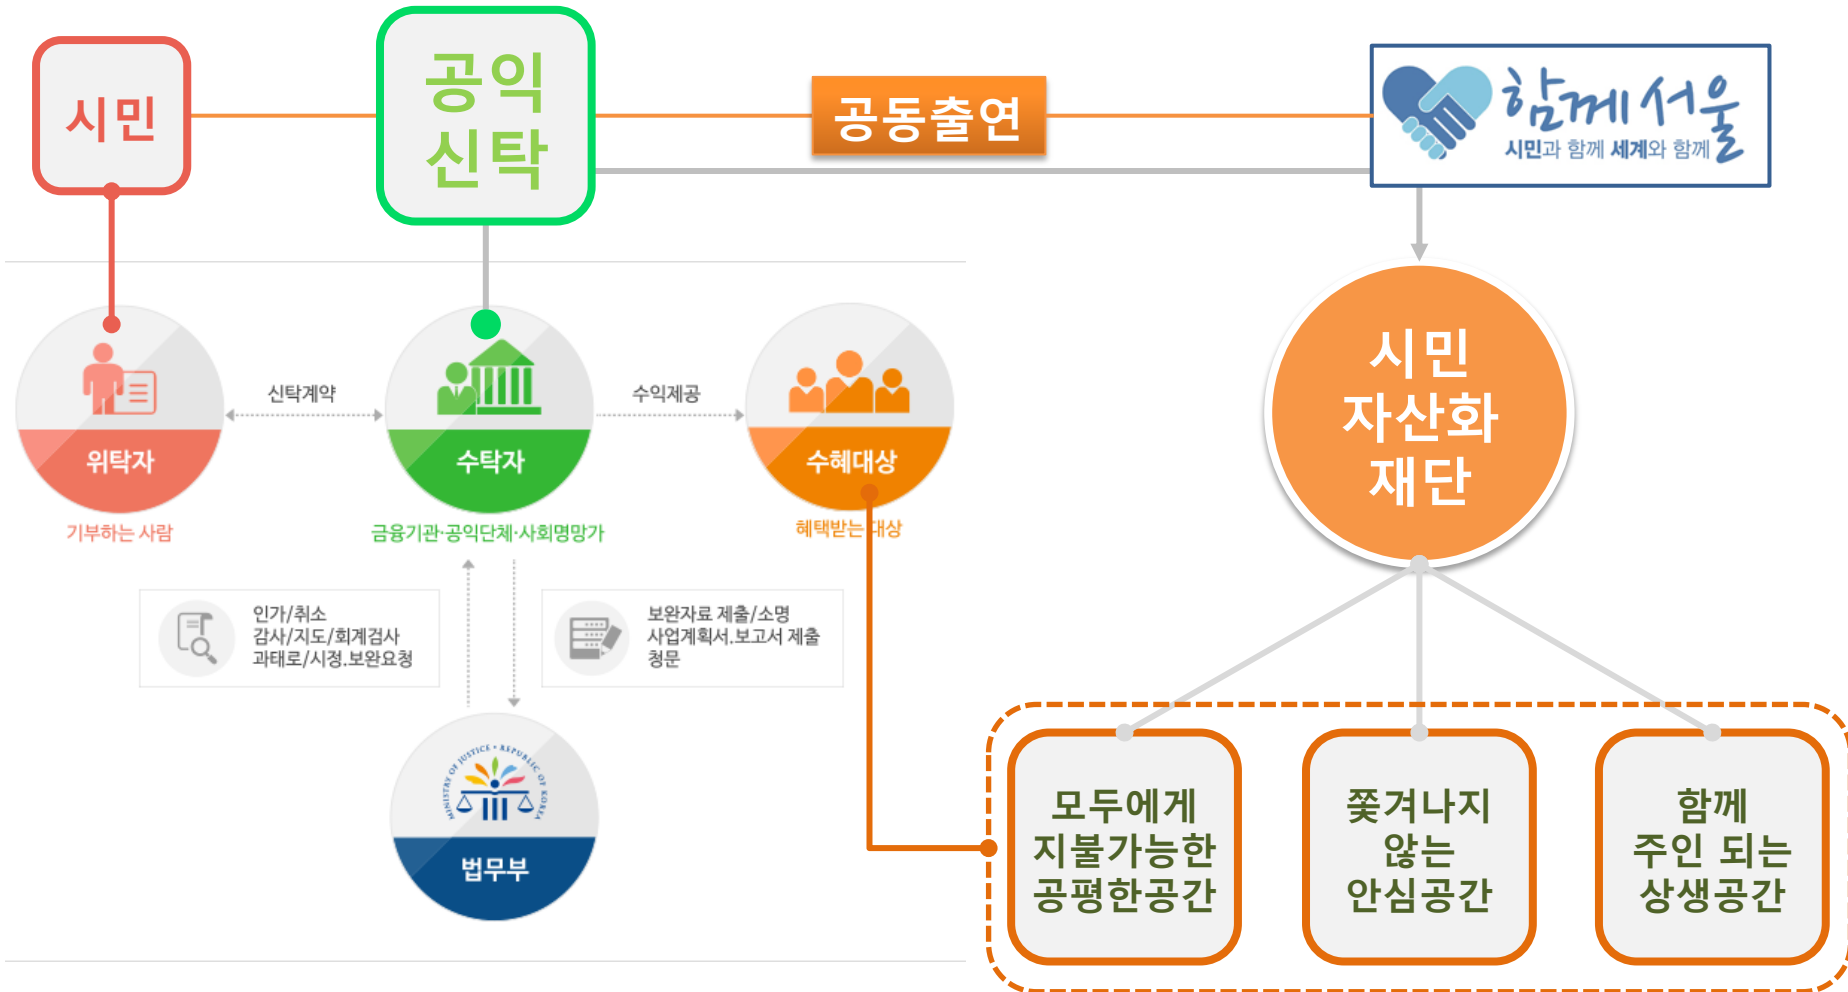 시민
공익
신탁
공동출연
함께 서울
시민과 함께 세계와 함께
신탁계약
수익제공
위탁자
수탁자
수혜대상
기부하는 사람
금융기관·공익단체·사회명망가
혜택받는 대상
시민
자산화
재단
인가/취소
감사/지도/회계검사
과태로/시정.보완요청
보완자료 제출/소명
사업계획서.보고서 제출
청문
MINISTRY OF JUSTICE • REPUBLIC OF KOREA
법무부
모두에게
지불가능한
공평한공간
쫓겨나지
않는
안심공간
함께
주인 되는
상생공간